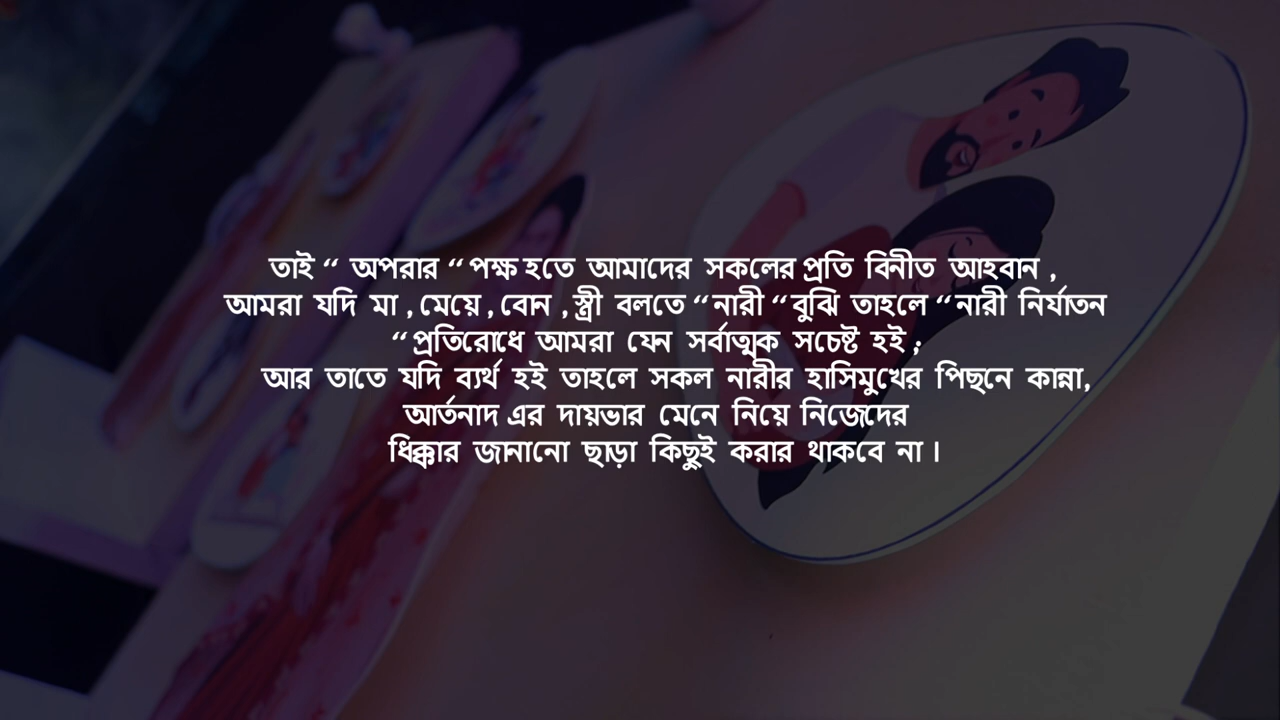 তাই “ অপরার “ পক্ষ হতে আমাদের সকলের প্রতি বিনীত আহবান ,
আমরা যদি মা , মেয়ে , বোন , স্ত্রী বলতে “ নারী “ বুঝি তাহলে “ নারী নির্যাতন
“ প্রতিরোধে আমরা যেন সর্বাত্মক সচেষ্ট হই ;
আর তাতে যদি ব্যর্থ হই তাহলে সকল নারীর হাসিমুখের পিছনে কান্না,
আর্তনাদ এর দায়ভার মেনে নিয়ে নিজেদের
ধিক্কার জানানো ছাড়া কিছুই করার থাকবে না ।